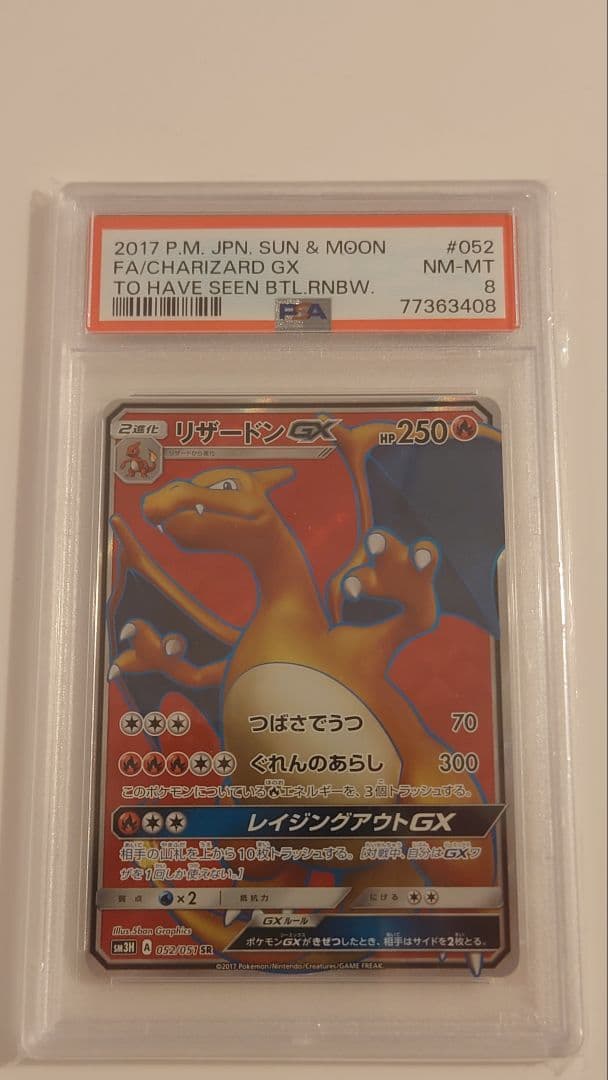 2017 P.M. JPN. SUN & MOON #052
FA/CHARIZARD GX NM-MT
TO HAVE SEEN BTL.RNBW. 8
PSA 77363408
2進化 リザードンGX HP250
リザードから進化
つばさでうつ 70
ぐれんのあらし 300
このポケモンについているエネルギーを、3個トラッシュする。
レイジングアウトGX
相手の山札を上から10枚トラッシュする。[対戦中、自分はGXワ
ザを1回しか使えない。]
弱点 ×2 抵抗力 にげる
Illus. 5ban Graphics GXルール
SM3H A 052/051 SR ポケモンGXがきぜつしたとき、相手はサイドを2枚とる。
©2017 Pokémon/Nintendo/Creatures/GAME FREAK.